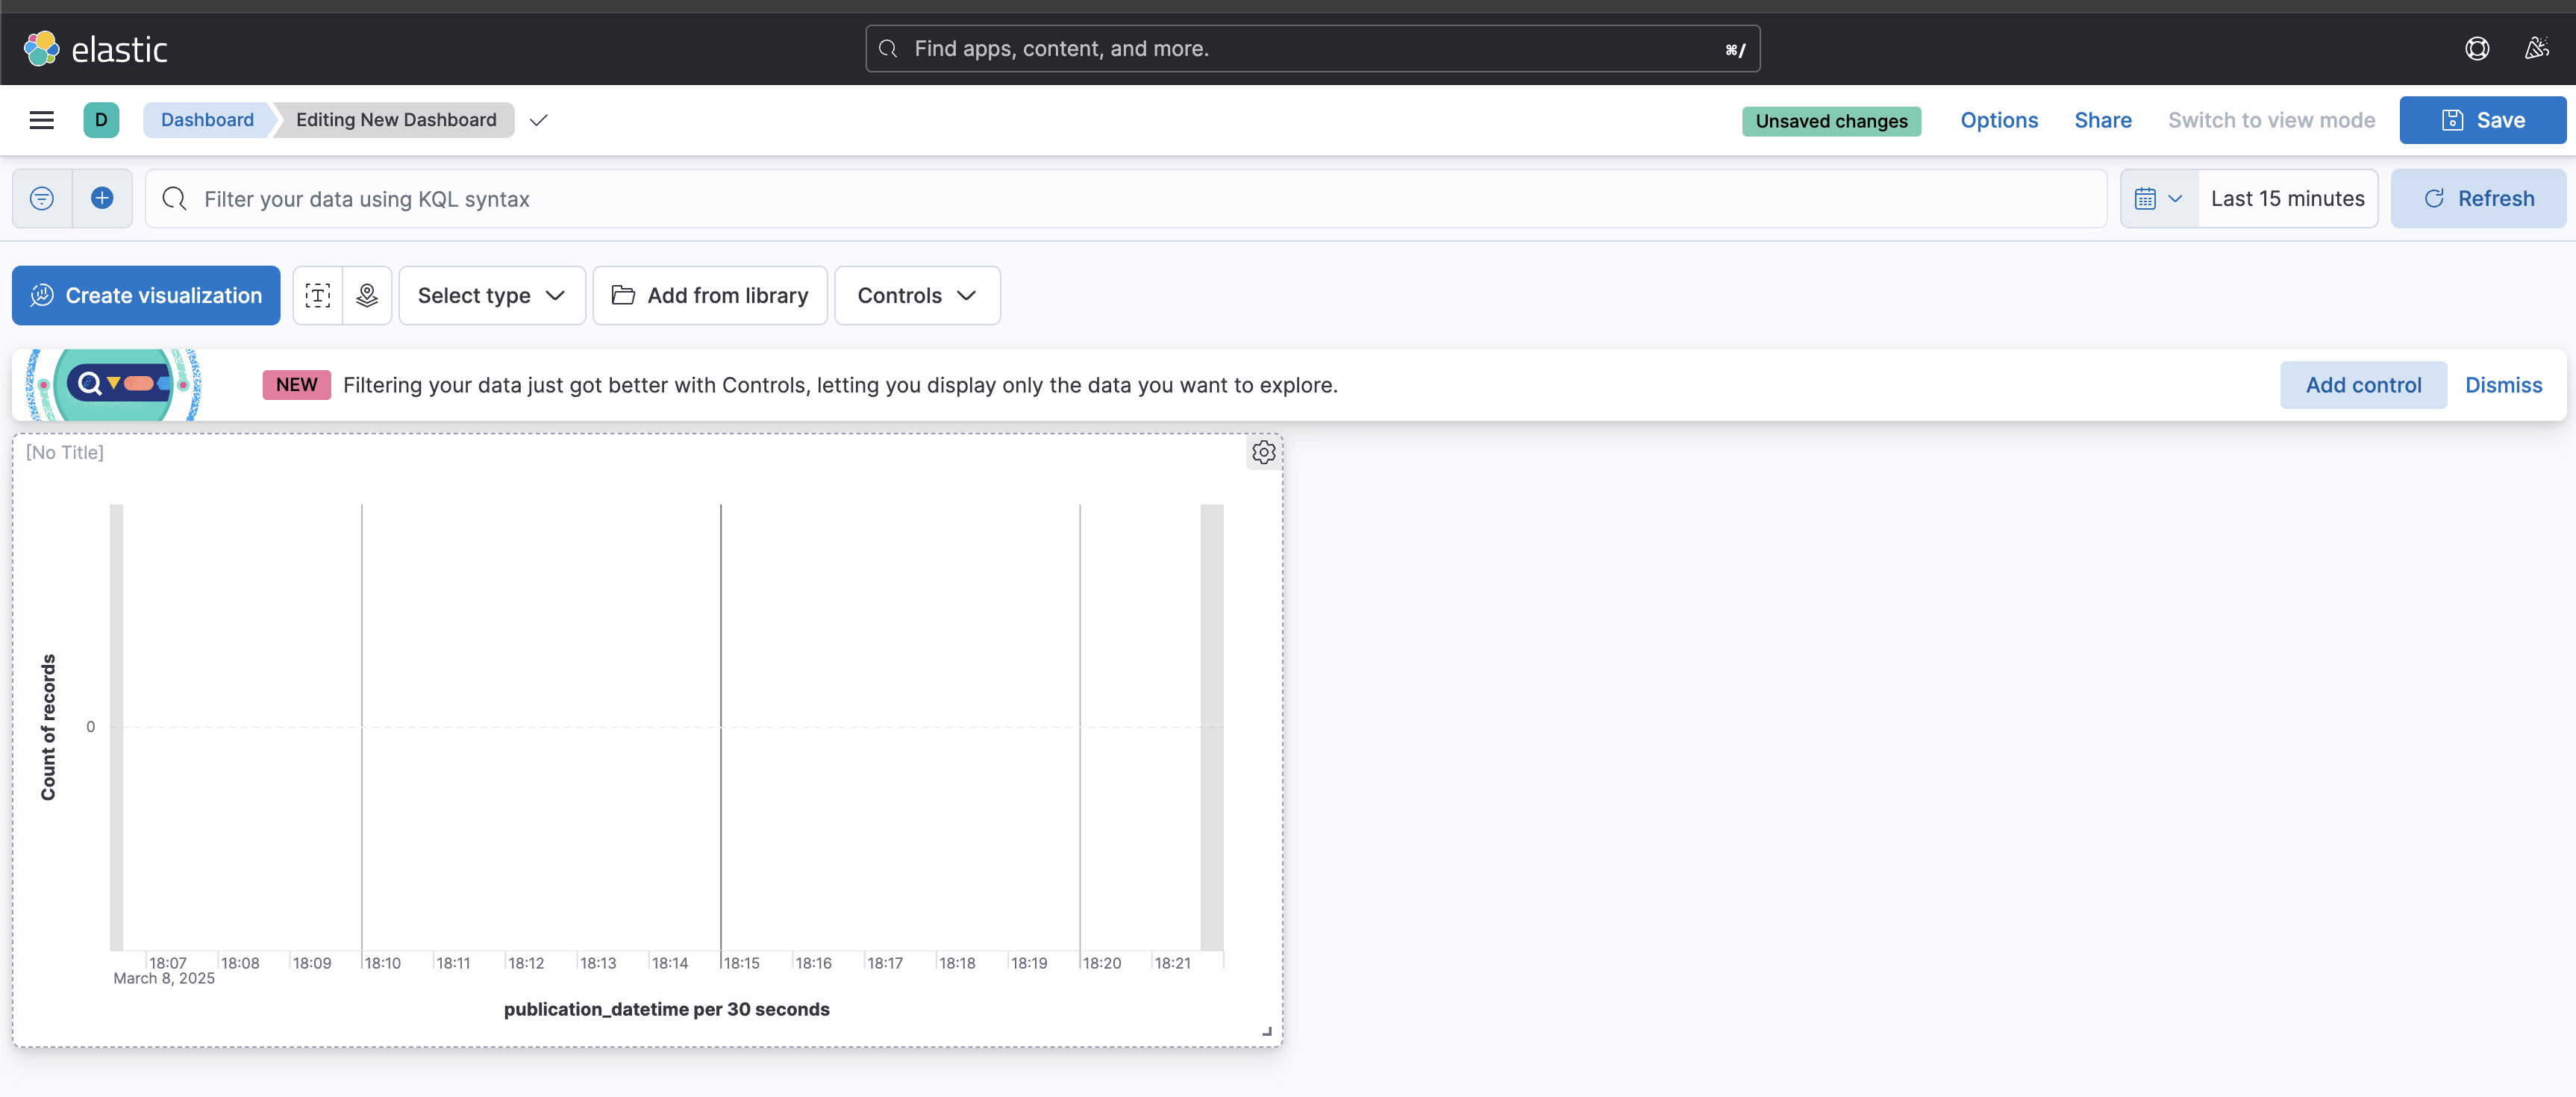 elastic
Find apps, content, and more.
⌘/
D
Dashboard
Editing New Dashboard
Unsaved changes
Options
Share
Switch to view mode
Save
Filter your data using KQL syntax
Last 15 minutes
Refresh
Create visualization
Select type
Add from library
Controls
NEW
Filtering your data just got better with Controls, letting you display only the data you want to explore.
Add control
Dismiss
[No Title]
Count of records
0
18:07 18:08 18:09 18:10 18:11 18:12 18:13 18:14 18:15 18:16 18:17 18:18 18:19 18:20 18:21
March 8, 2025
publication_datetime per 30 seconds